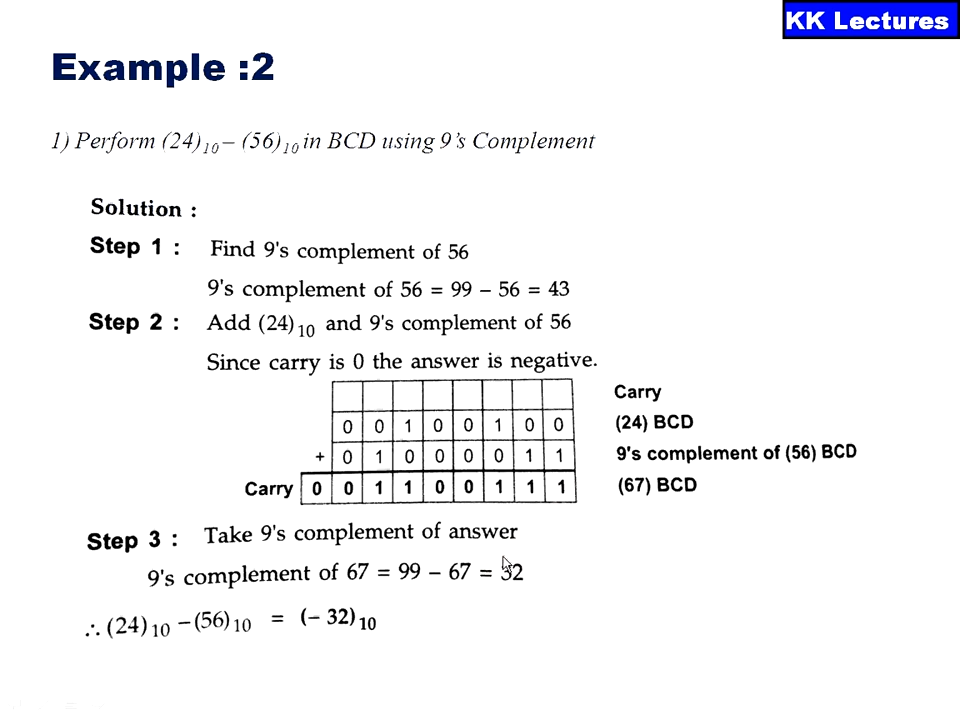 KK Lectures
Example :2
1) Perform (24)₁₀ – (56)₁₀ in BCD using 9's Complement
Solution :
Step 1 : Find 9's complement of 56
9's complement of 56 = 99 – 56 = 43
Step 2 : Add (24)₁₀ and 9's complement of 56
Since carry is 0 the answer is negative.
Carry
0 0 1 0 0 1 0 0 (24) BCD
+ 0 1 0 0 0 0 1 1 9's complement of (56) BCD
Carry 0 0 1 1 0 0 1 1 1 (67) BCD
Step 3 : Take 9's complement of answer
9's complement of 67 = 99 – 67 = 32
∴ (24)₁₀ – (56)₁₀ = (– 32)₁₀